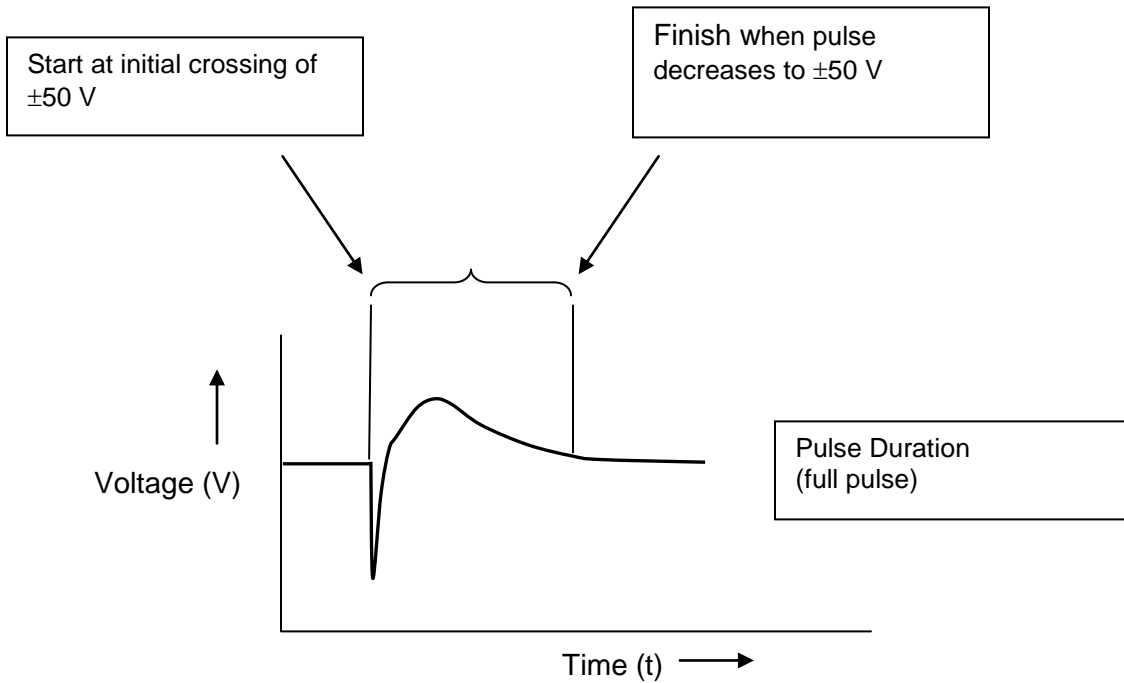 Start at initial crossing of
±50 V
Finish when pulse
decreases to ±50 V
Voltage (V)
Pulse Duration
(full pulse)
Time (t)